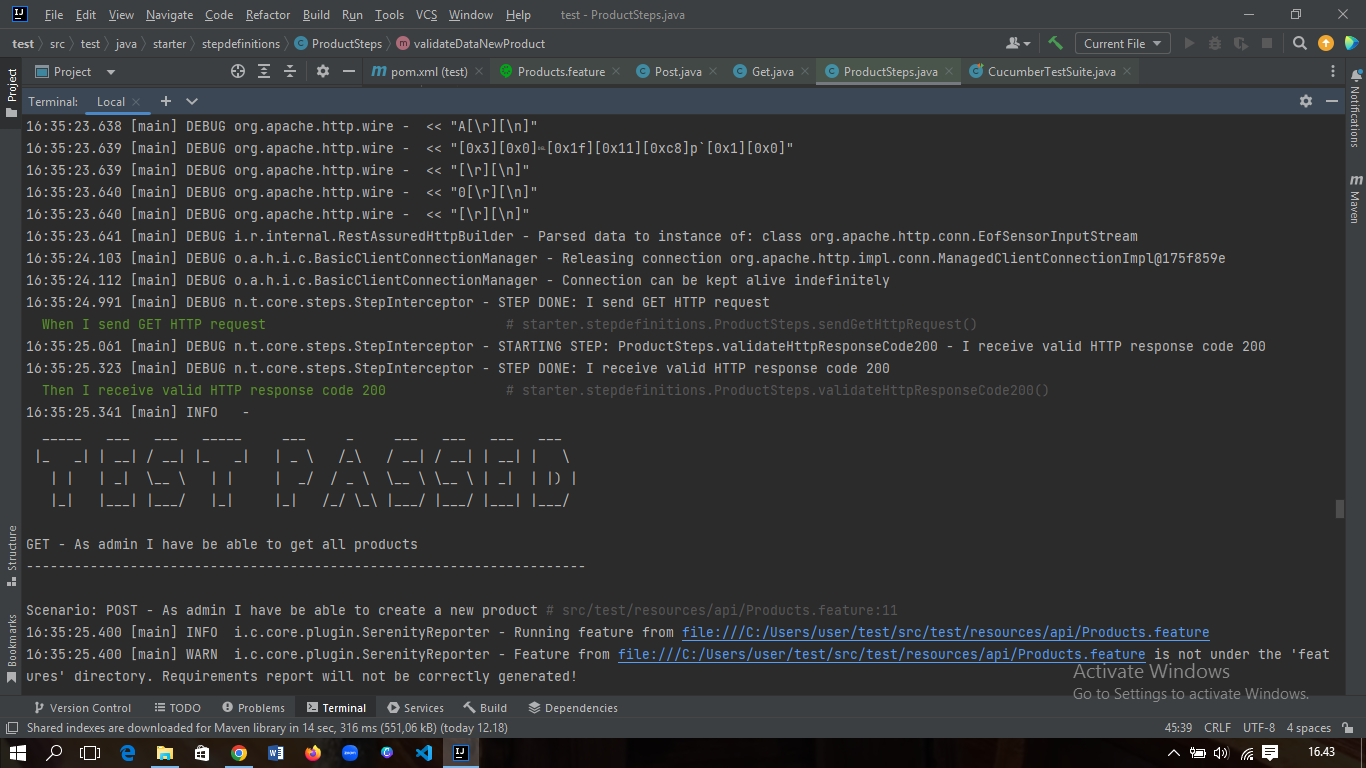 File Edit View Navigate Code Refactor Build Run Tools VCS Window Help test - ProductSteps.java
test src test java starter stepdefinitions ProductSteps validateDataNewProduct Current File
Project pom.xml (test) Products.feature Post.java Get.java ProductSteps.java CucumberTestSuite.java
Terminal: Local
16:35:23.638 [main] DEBUG org.apache.http.wire - << "A[\r][\n]"
16:35:23.639 [main] DEBUG org.apache.http.wire - << "[0x3][0x0][0x1f][0x11][0xc8]p`[0x1][0x0]"
16:35:23.639 [main] DEBUG org.apache.http.wire - << "[\r][\n]"
16:35:23.640 [main] DEBUG org.apache.http.wire - << "0[\r][\n]"
16:35:23.640 [main] DEBUG org.apache.http.wire - << "[\r][\n]"
16:35:23.641 [main] DEBUG i.r.internal.RestAssuredHttpBuilder - Parsed data to instance of: class org.apache.http.conn.EofSensorInputStream
16:35:24.103 [main] DEBUG o.a.h.i.c.BasicClientConnectionManager - Releasing connection org.apache.http.impl.conn.ManagedClientConnectionImpl@175f859e
16:35:24.112 [main] DEBUG o.a.h.i.c.BasicClientConnectionManager - Connection can be kept alive indefinitely
16:35:24.991 [main] DEBUG n.t.core.steps.StepInterceptor - STEP DONE: I send GET HTTP request
When I send GET HTTP request # starter.stepdefinitions.ProductSteps.sendGetHttpRequest()
16:35:25.061 [main] DEBUG n.t.core.steps.StepInterceptor - STARTING STEP: ProductSteps.validateHttpResponseCode200 - I receive valid HTTP response code 200
16:35:25.323 [main] DEBUG n.t.core.steps.StepInterceptor - STEP DONE: I receive valid HTTP response code 200
Then I receive valid HTTP response code 200 # starter.stepdefinitions.ProductSteps.validateHttpResponseCode200()
16:35:25.341 [main] INFO -
TEST PASSED
GET - As admin I have be able to get all products
----------------------------------------------------------------------
Scenario: POST - As admin I have be able to create a new product # src/test/resources/api/Products.feature:11
16:35:25.400 [main] INFO i.c.core.plugin.SerenityReporter - Running feature from file:///C:/Users/user/test/src/test/resources/api/Products.feature
16:35:25.400 [main] WARN i.c.core.plugin.SerenityReporter - Feature from file:///C:/Users/user/test/src/test/resources/api/Products.feature is not under the 'feat
ures' directory. Requirements report will not be correctly generated!
Activate Windows
Go to Settings to activate Windows.
Project
Structure
Bookmarks
Notifications
Maven
Version Control TODO Problems Terminal Services Build Dependencies
Shared indexes are downloaded for Maven library in 14 sec, 316 ms (551,06 kB) (today 12.18) 45:39 CRLF UTF-8 4 spaces
16.43